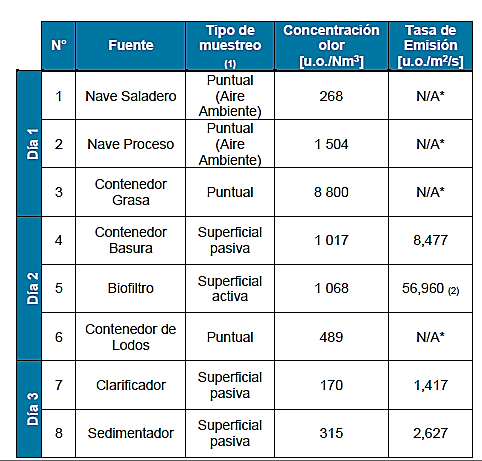 N° Fuente Tipo de muestreo (1) Concentración olor [u.o./Nm3] Tasa de Emisión [u.o./m2/s]
Día 1
1 Nave Saladero Puntual (Aire Ambiente) 268 N/A*
2 Nave Proceso Puntual (Aire Ambiente) 1 504 N/A*
3 Contenedor Grasa Puntual 8 800 N/A*
Día 2
4 Contenedor Basura Superficial pasiva 1 017 8,477
5 Biofiltro Superficial activa 1 068 56,960 (2)
6 Contenedor de Lodos Puntual 489 N/A*
Día 3
7 Clarificador Superficial pasiva 170 1,417
8 Sedimentador Superficial pasiva 315 2,627